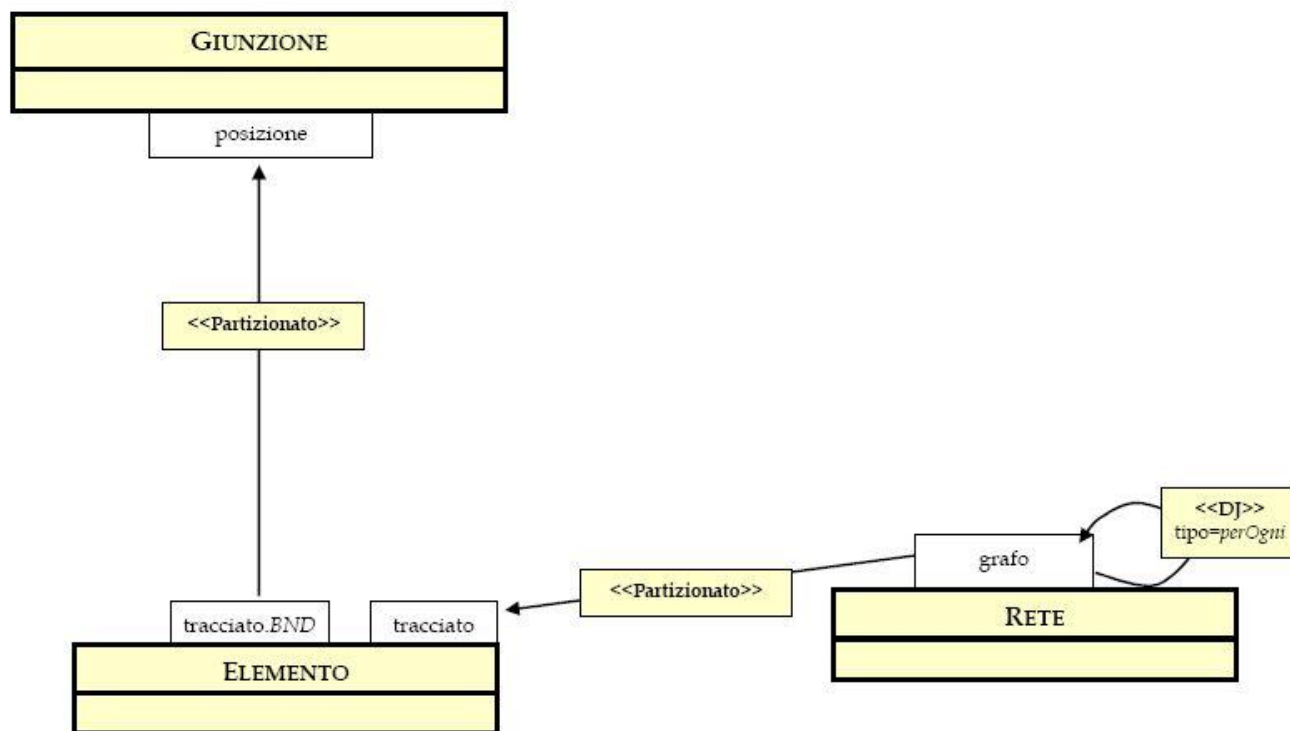 GIUNZIONE
posizione
<<Partizionato>>
<<DJ>>
tipo=perOgni
grafo
<<Partizionato>>
tracciato.BND
tracciato
RETE
ELEMENTO